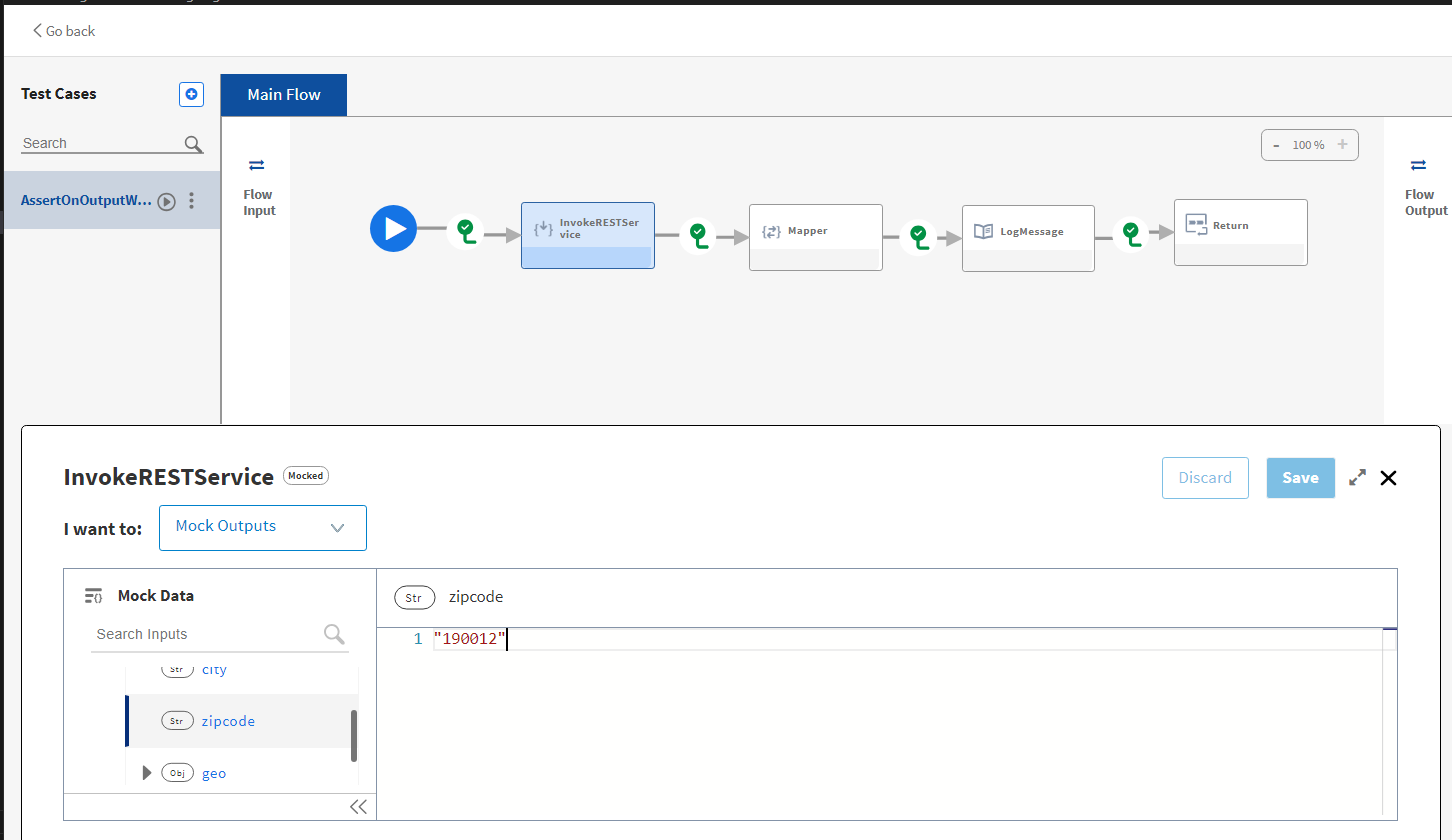 Go back
Test Cases
Search
AssertOnOutputW...
Main Flow
Flow
Input
- 100 % +
Flow
Output
InvokeRESTSer
vice
Mapper
LogMessage
Return
InvokeRESTService Mocked
Discard
Save
I want to: Mock Outputs
Mock Data
Search Inputs
Str city
Str zipcode
Obj geo
Str zipcode
1 "190012"